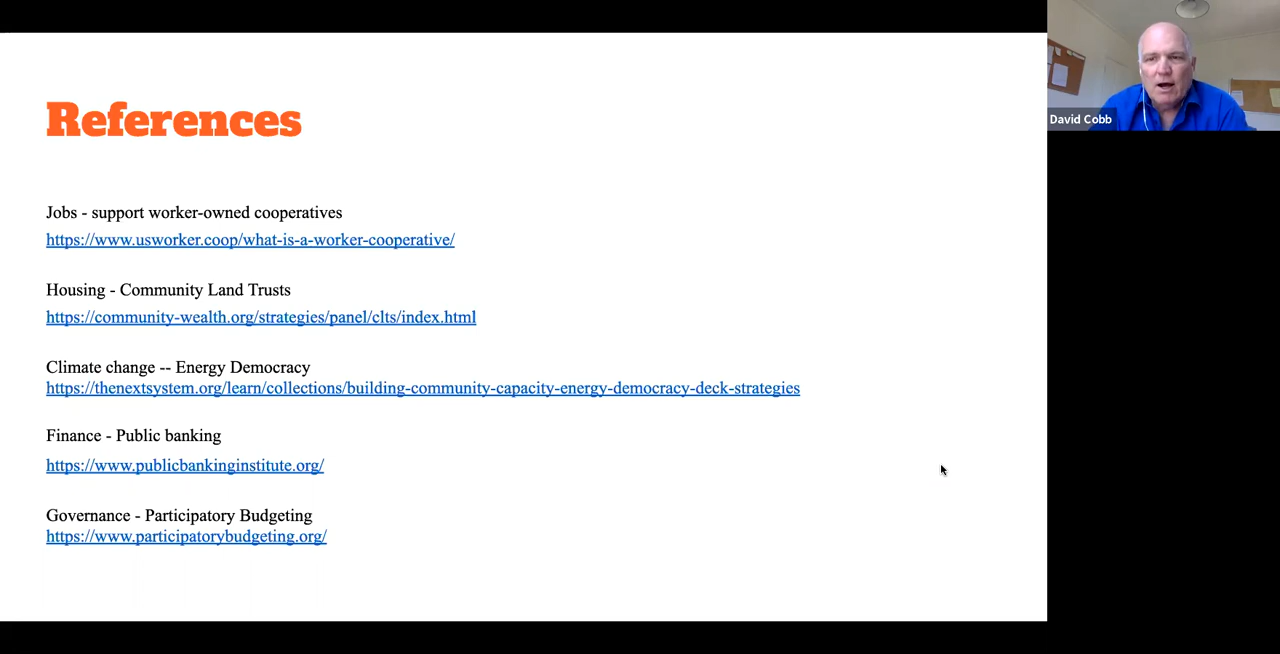 References
Jobs - support worker-owned cooperatives
https://www.usworker.coop/what-is-a-worker-cooperative/
Housing - Community Land Trusts
https://community-wealth.org/strategies/panel/clts/index.html
Climate change -- Energy Democracy
https://thenextsystem.org/learn/collections/building-community-capacity-energy-democracy-deck-strategies
Finance - Public banking
https://www.publicbankinginstitute.org/
Governance - Participatory Budgeting
https://www.participatorybudgeting.org/
David Cobb